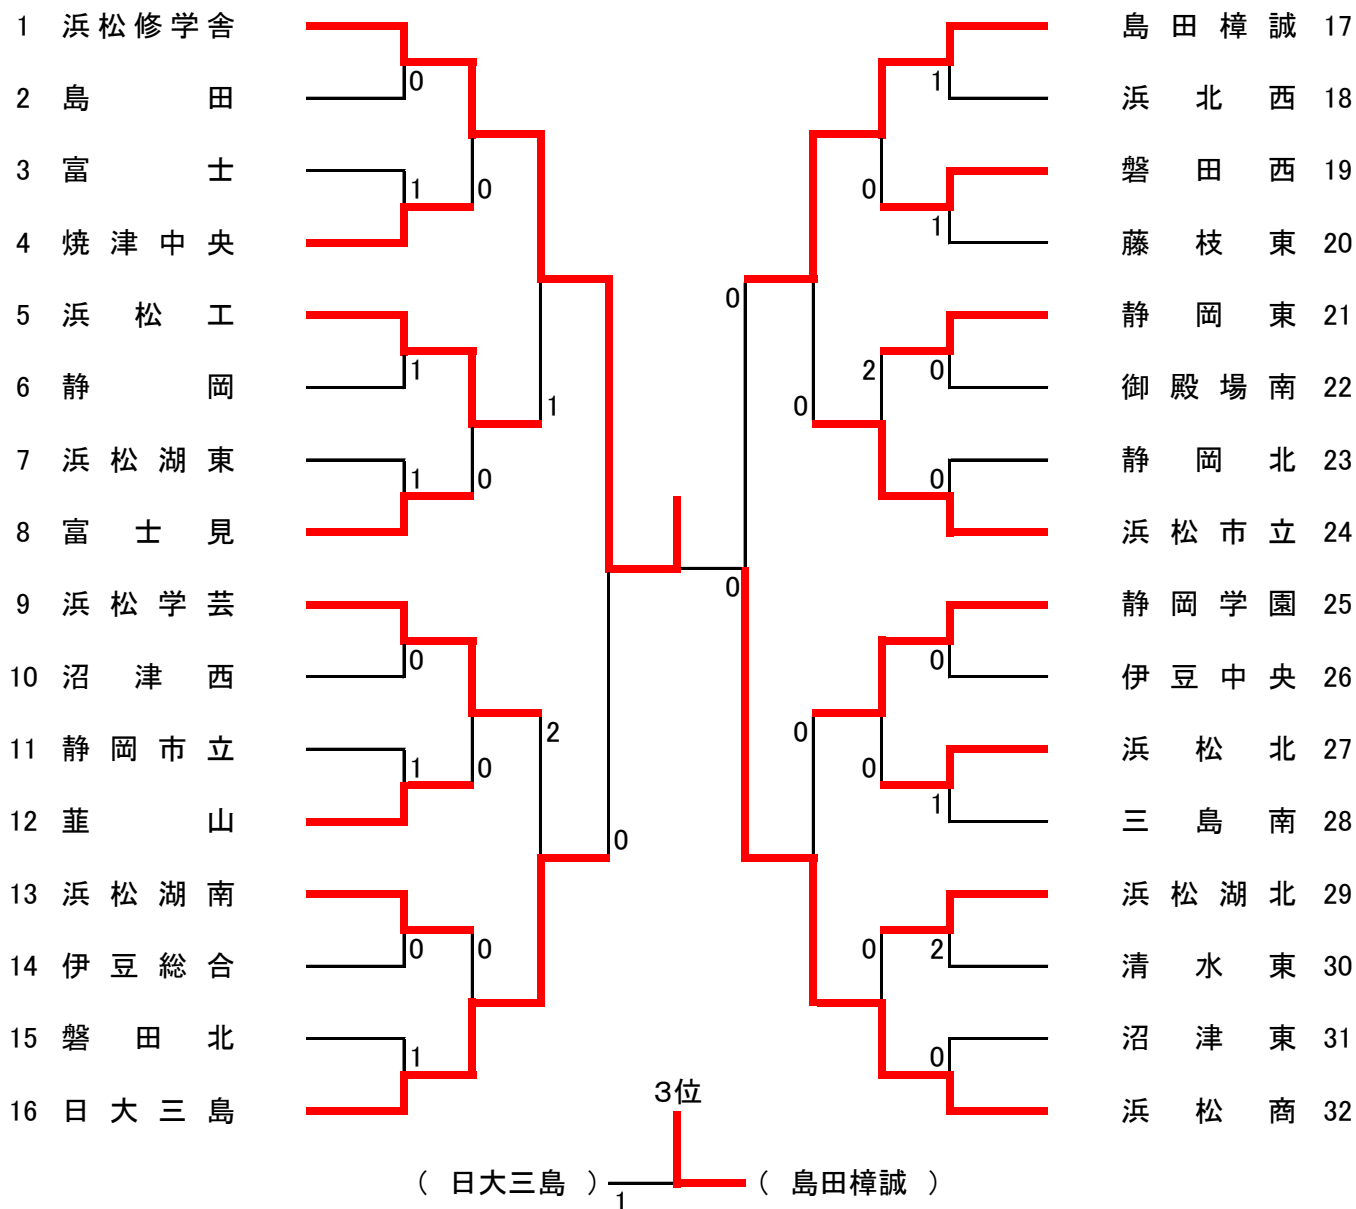 1 浜松修学舎
0
2 島田
3 富士
1
0
4 焼津中央
5 浜松工
1
6 静岡
1
7 浜松湖東
1
0
8 富士見
9 浜松学芸
0
10 沼津西
2
11 静岡市立
1
0
12 韮山
0
13 浜松湖南
0
0
14 伊豆総合
15 磐田北
1
16 日大三島
島田樟誠 17
1
浜北西 18
磐田西 19
0
1
藤枝東 20
0
静岡東 21
2
0
御殿場南 22
0
静岡北 23
0
浜松市立 24
0
静岡学園 25
0
伊豆中央 26
0
浜松北 27
0
1
三島南 28
浜松湖北 29
0
2
清水東 30
沼津東 31
0
浜松商 32
3位
( 日大三島 )
1
( 島田樟誠 )